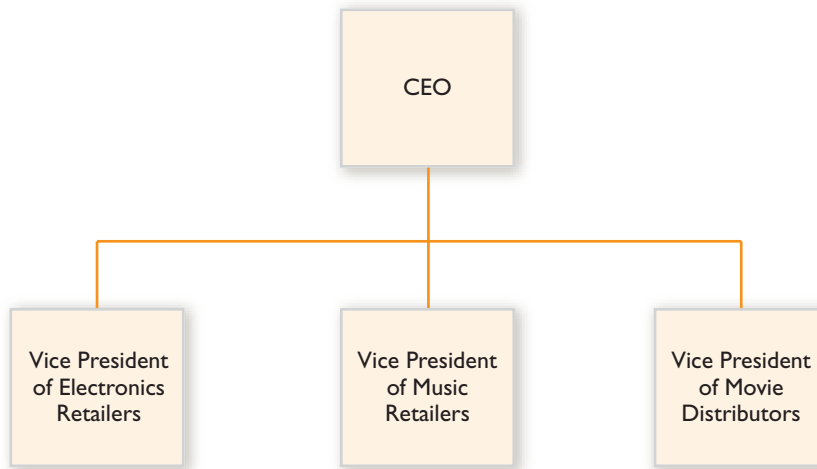 CEO
Vice President
of Electronics
Retailers
Vice President
of Music
Retailers
Vice President
of Movie
Distributors